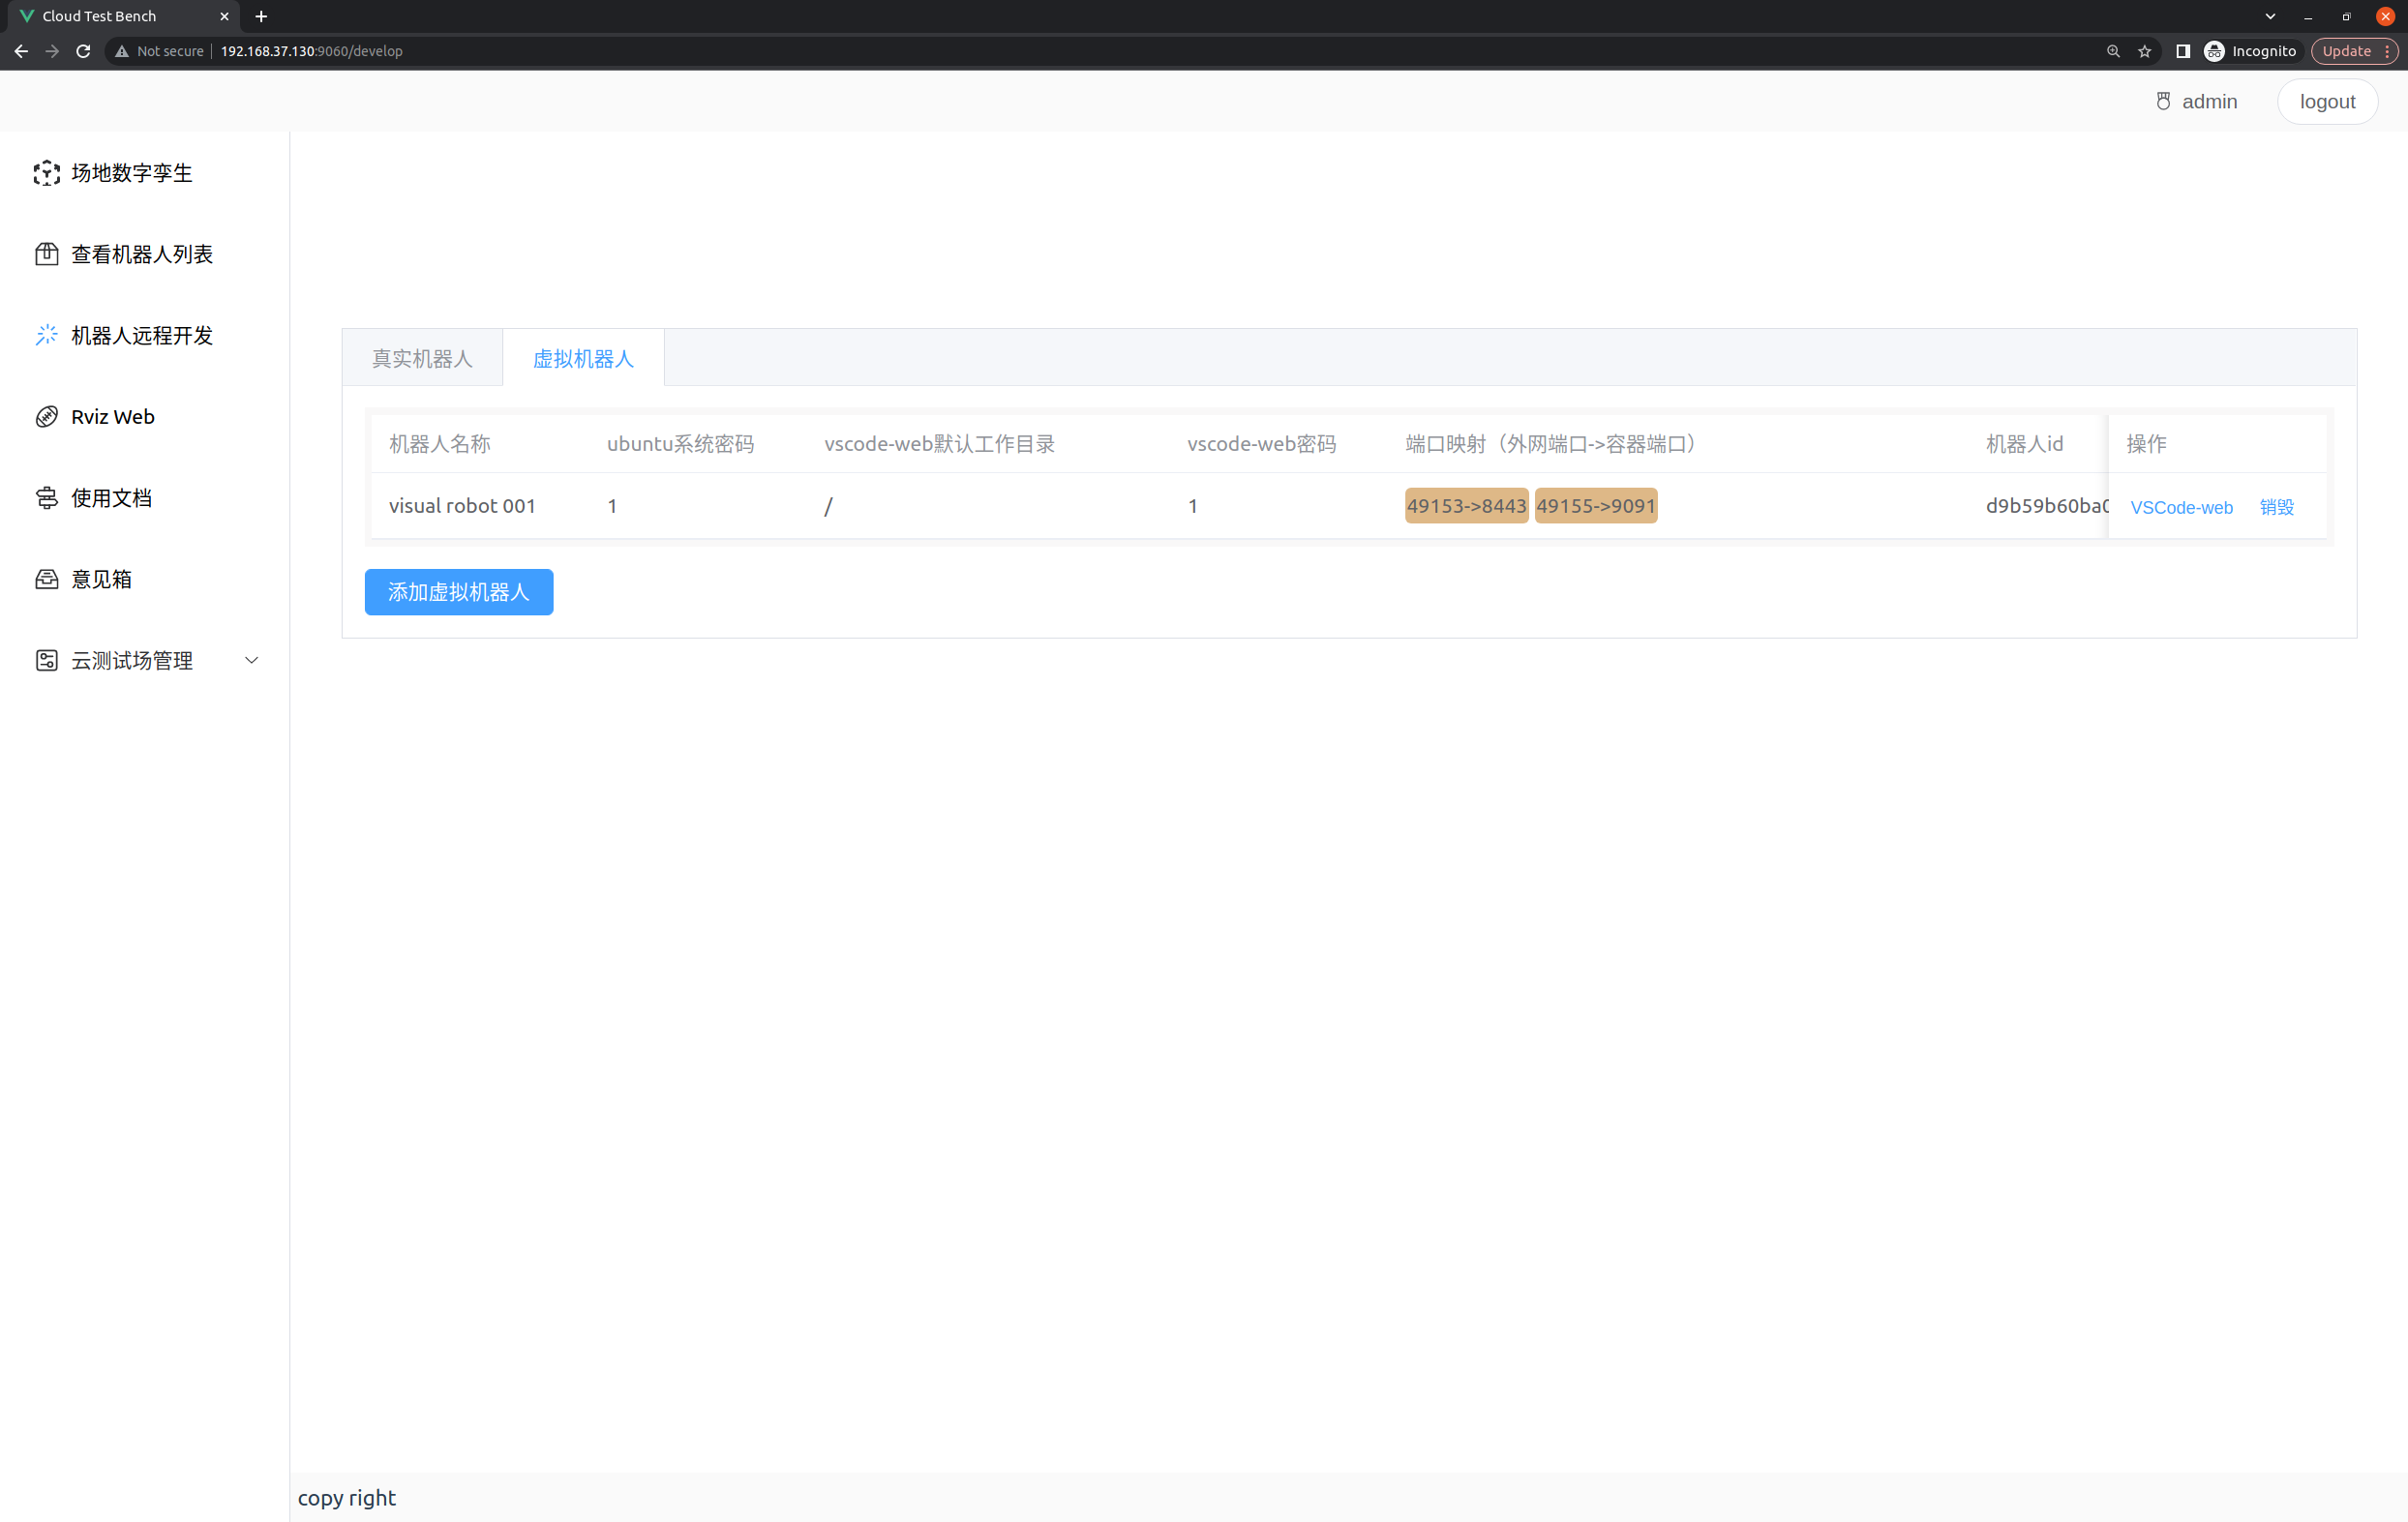 Cloud Test Bench
Not secure 192.168.37.130:9060/develop Incognito Update
admin logout
场地数字孪生
查看机器人列表
机器人远程开发
Rviz Web
使用文档
意见箱
云测试场管理
真实机器人 虚拟机器人
机器人名称 ubuntu系统密码 vscode-web默认工作目录 vscode-web密码 端口映射（外网端口->容器端口） 机器人id 操作
visual robot 001 1 / 1 49153->8443 49155->9091 d9b59b60ba0 VSCode-web 销毁
添加虚拟机器人
copy right